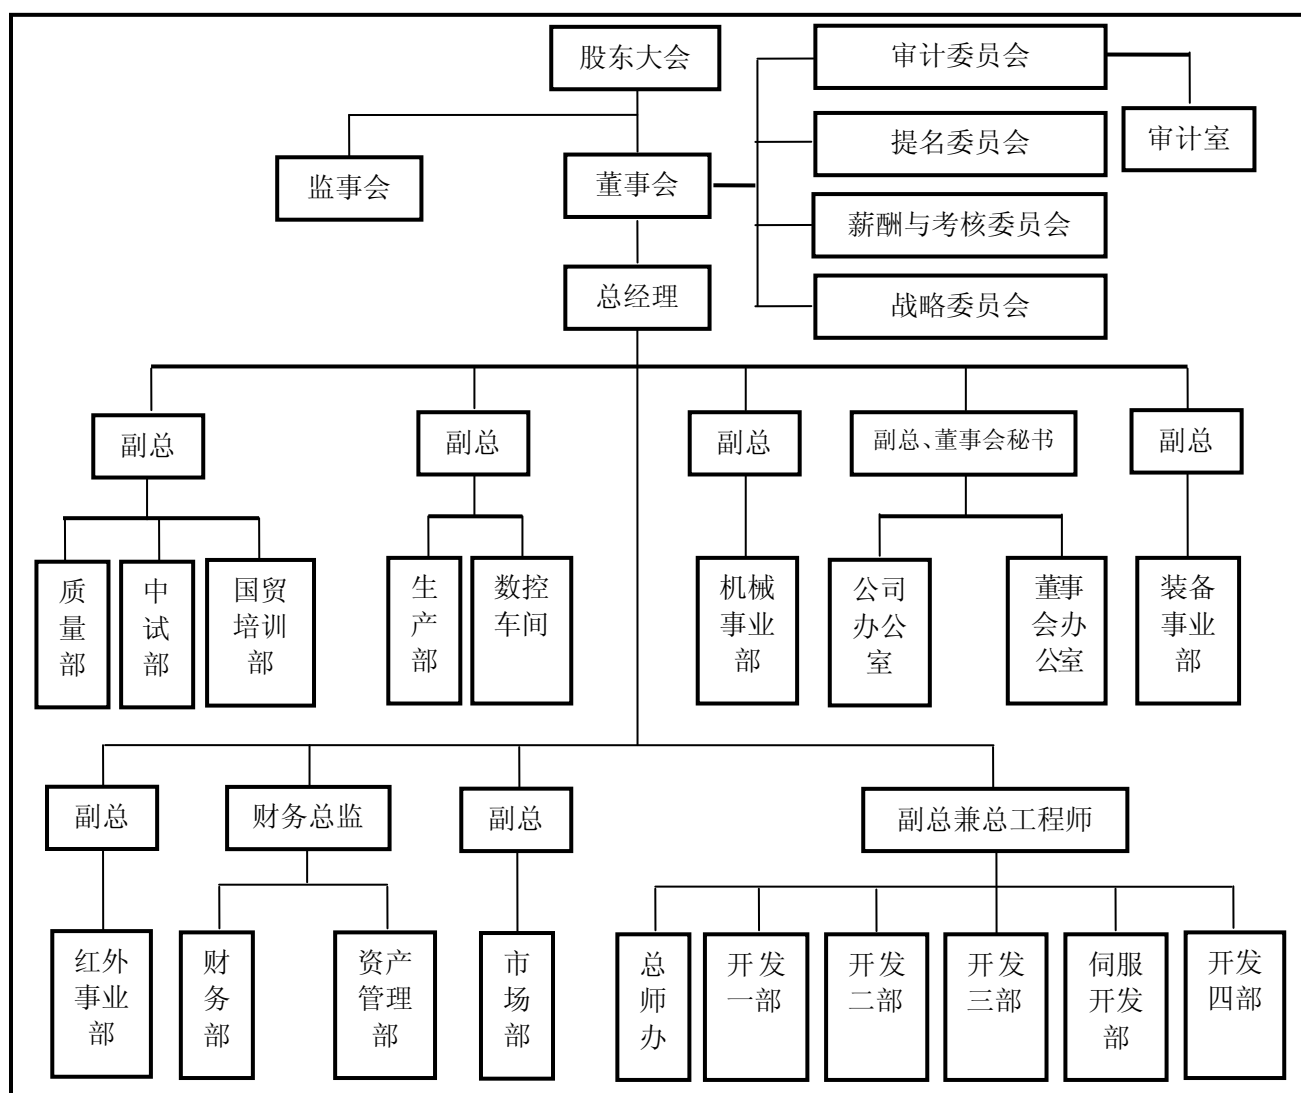 股东大会
审计委员会
提名委员会
审计室
监事会
董事会
薪酬与考核委员会
总经理
战略委员会
副总
副总
副总
副总、董事会秘书
副总
质
量
部
中
试
部
国贸
培训
部
生
产
部
数控
车间
机械
事业
部
公司
办公
室
董事
会办
公室
装备
事业
部
副总
财务总监
副总
副总兼总工程师
红外
事业
部
财
务
部
资产
管理
部
市
场
部
总
师
办
开发
一部
开发
二部
开发
三部
伺服
开发
部
开发
四部